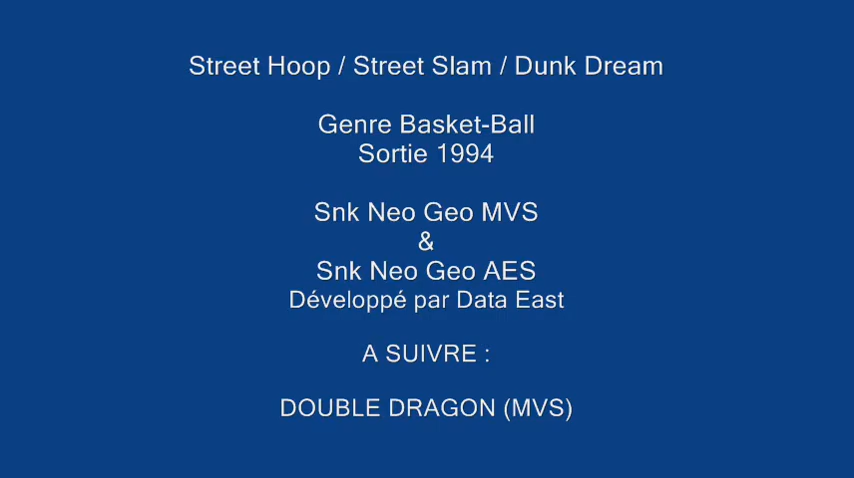 Street Hoop / Street Slam / Dunk Dream
Genre Basket-Ball
Sortie 1994
Snk Neo Geo MVS
&
Snk Neo Geo AES
Développé par Data East
A SUIVRE :
DOUBLE DRAGON (MVS)